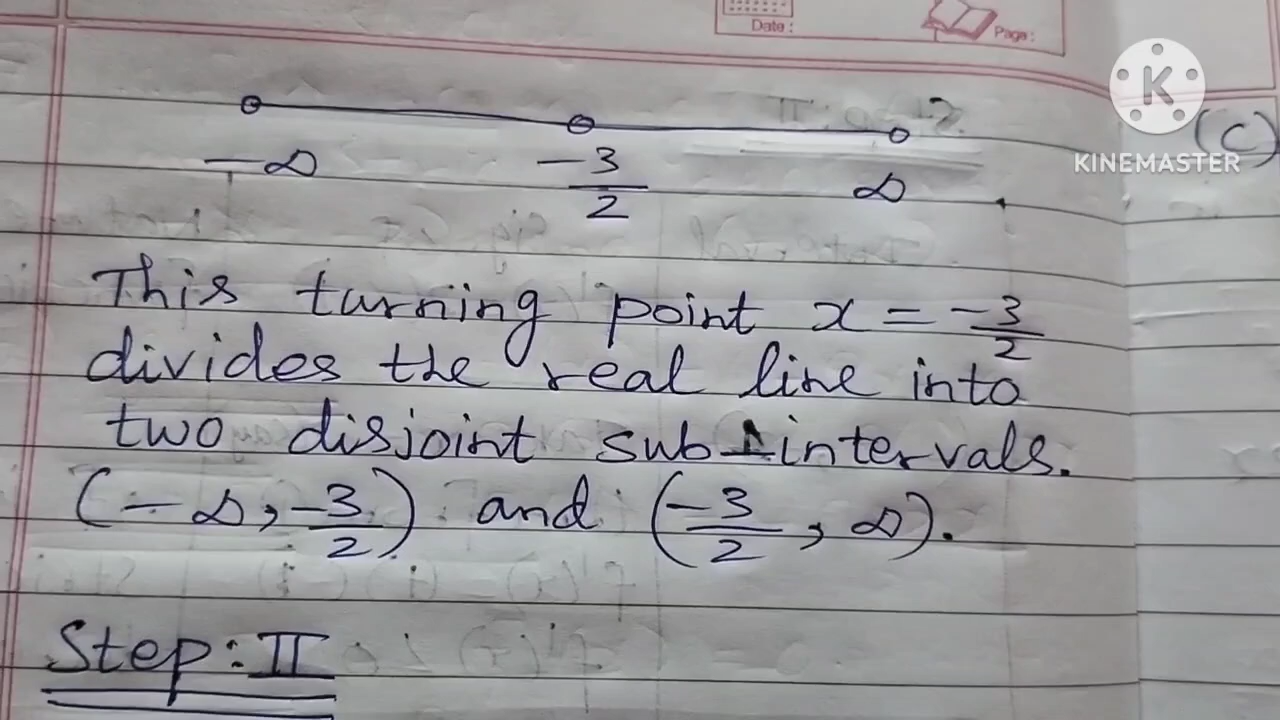 Date :
Page :
K
KINEMASTER
(C)
-∞ -3/2 ∞
This turning point x = -3/2
divides the real line into
two disjoint sub-intervals.
(-∞, -3/2) and (-3/2, ∞).
Step: II